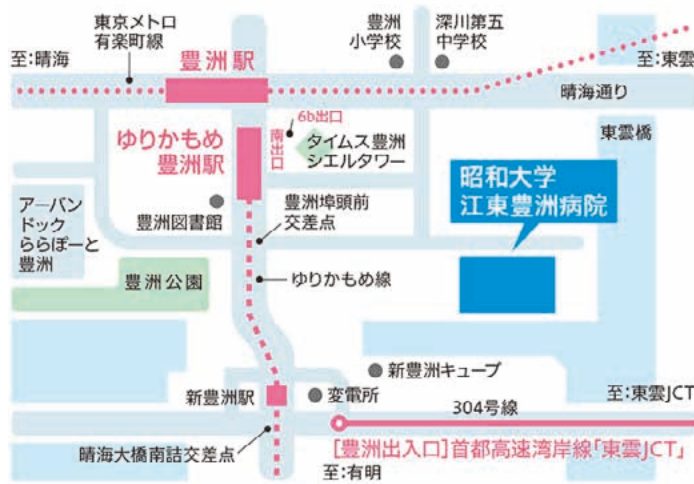 東京メトロ
有楽町線
至:晴海
豊洲駅
豊洲
小学校
深川第五
中学校
至:東雲
晴海通り
6b出口
南出口
ゆりかもめ
豊洲駅
タイムス豊洲
シエルタワー
東雲橋
昭和大学
江東豊洲病院
アーバン
ドック
ららぽーと
豊洲
豊洲図書館
豊洲埠頭前
交差点
豊洲公園
ゆりかもめ線
新豊洲キューブ
新豊洲駅
変電所
至:東雲JCT
304号線
晴海大橋南詰交差点
[豊洲出入口]首都高速湾岸線「東雲JCT」
至:有明